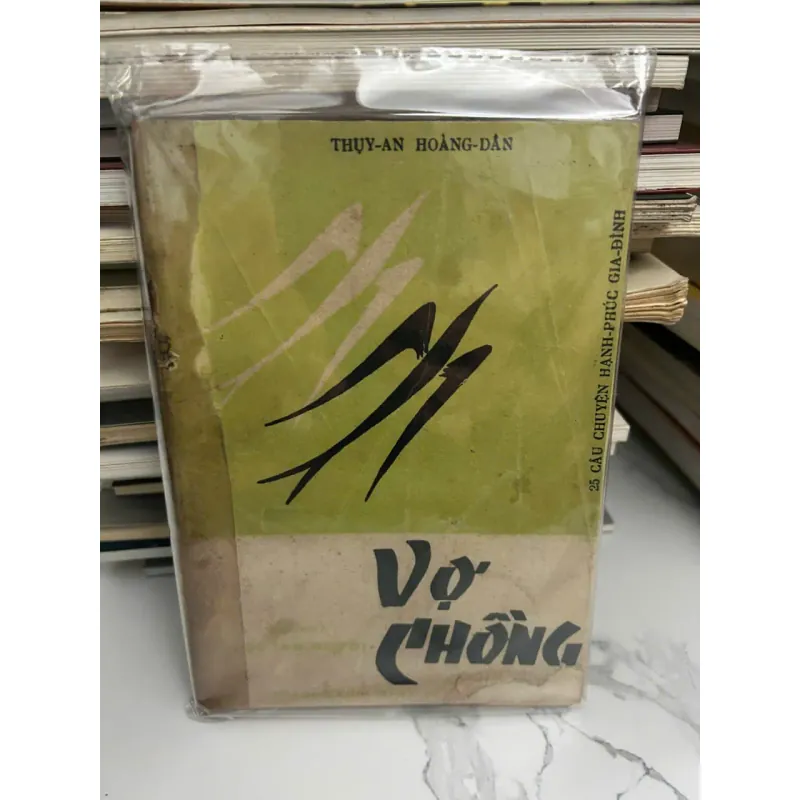 THỤY-AN HOÀNG-DÂN
25 CÂU CHUYỆN HẠNH-PHÚC GIA-ĐÌNH
VỢ
CHỒNG